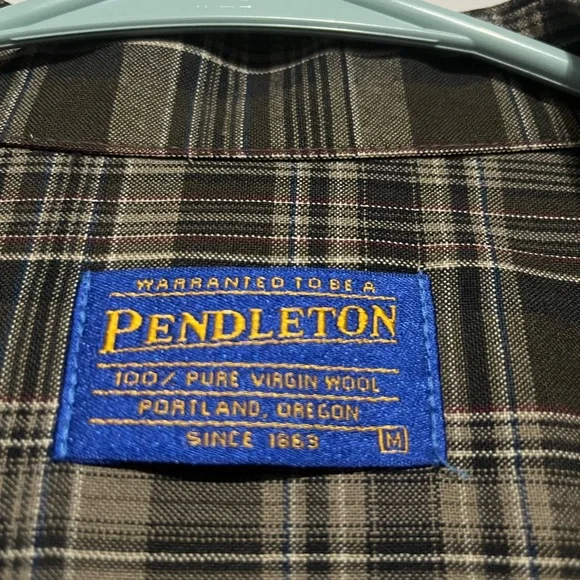 WARRANTED TO BE A
PENDLETON
100% PURE VIRGIN WOOL
PORTLAND, OREGON
SINCE 1863 M